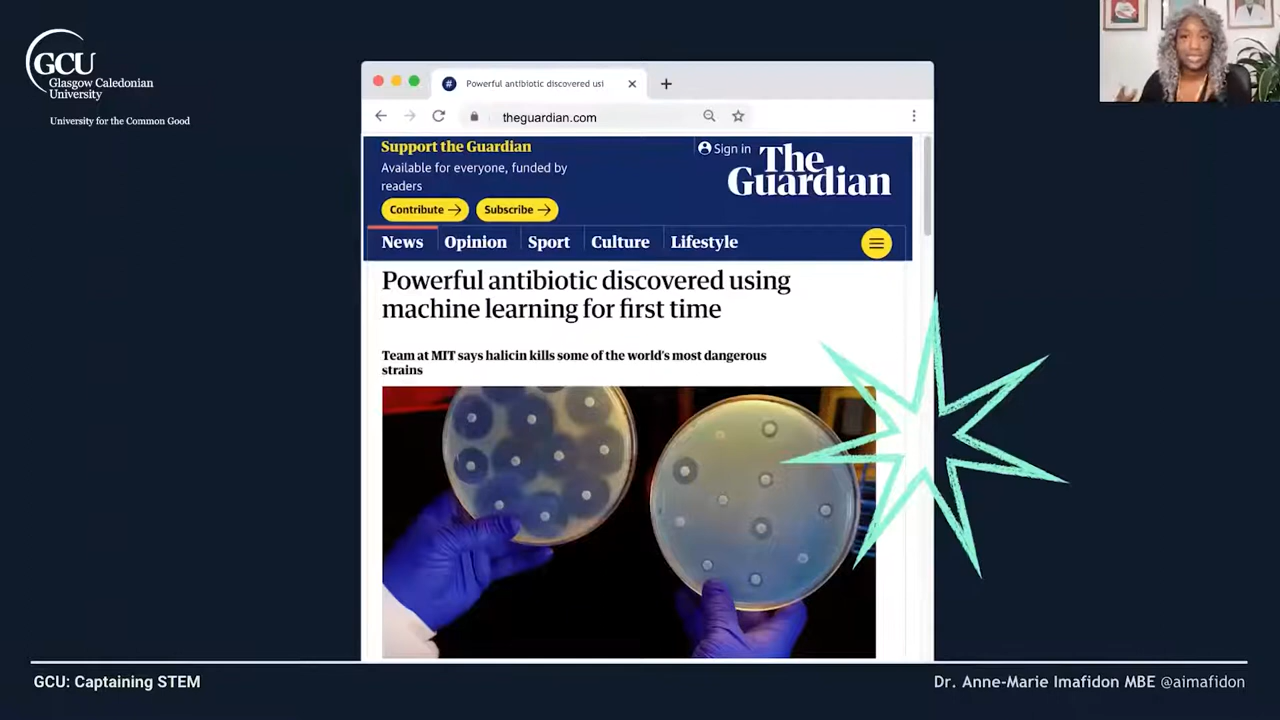 GCU
Glasgow Caledonian
University
University for the Common Good
# Powerful antibiotic discovered usi
theguardian.com
Support the Guardian
Available for everyone, funded by
readers
Contribute →
Subscribe →
Sign in
The
Guardian
News
Opinion
Sport
Culture
Lifestyle
Powerful antibiotic discovered using
machine learning for first time
Team at MIT says halicin kills some of the world's most dangerous
strains
GCU: Captaining STEM
Dr. Anne-Marie Imafidon MBE @aimafidon